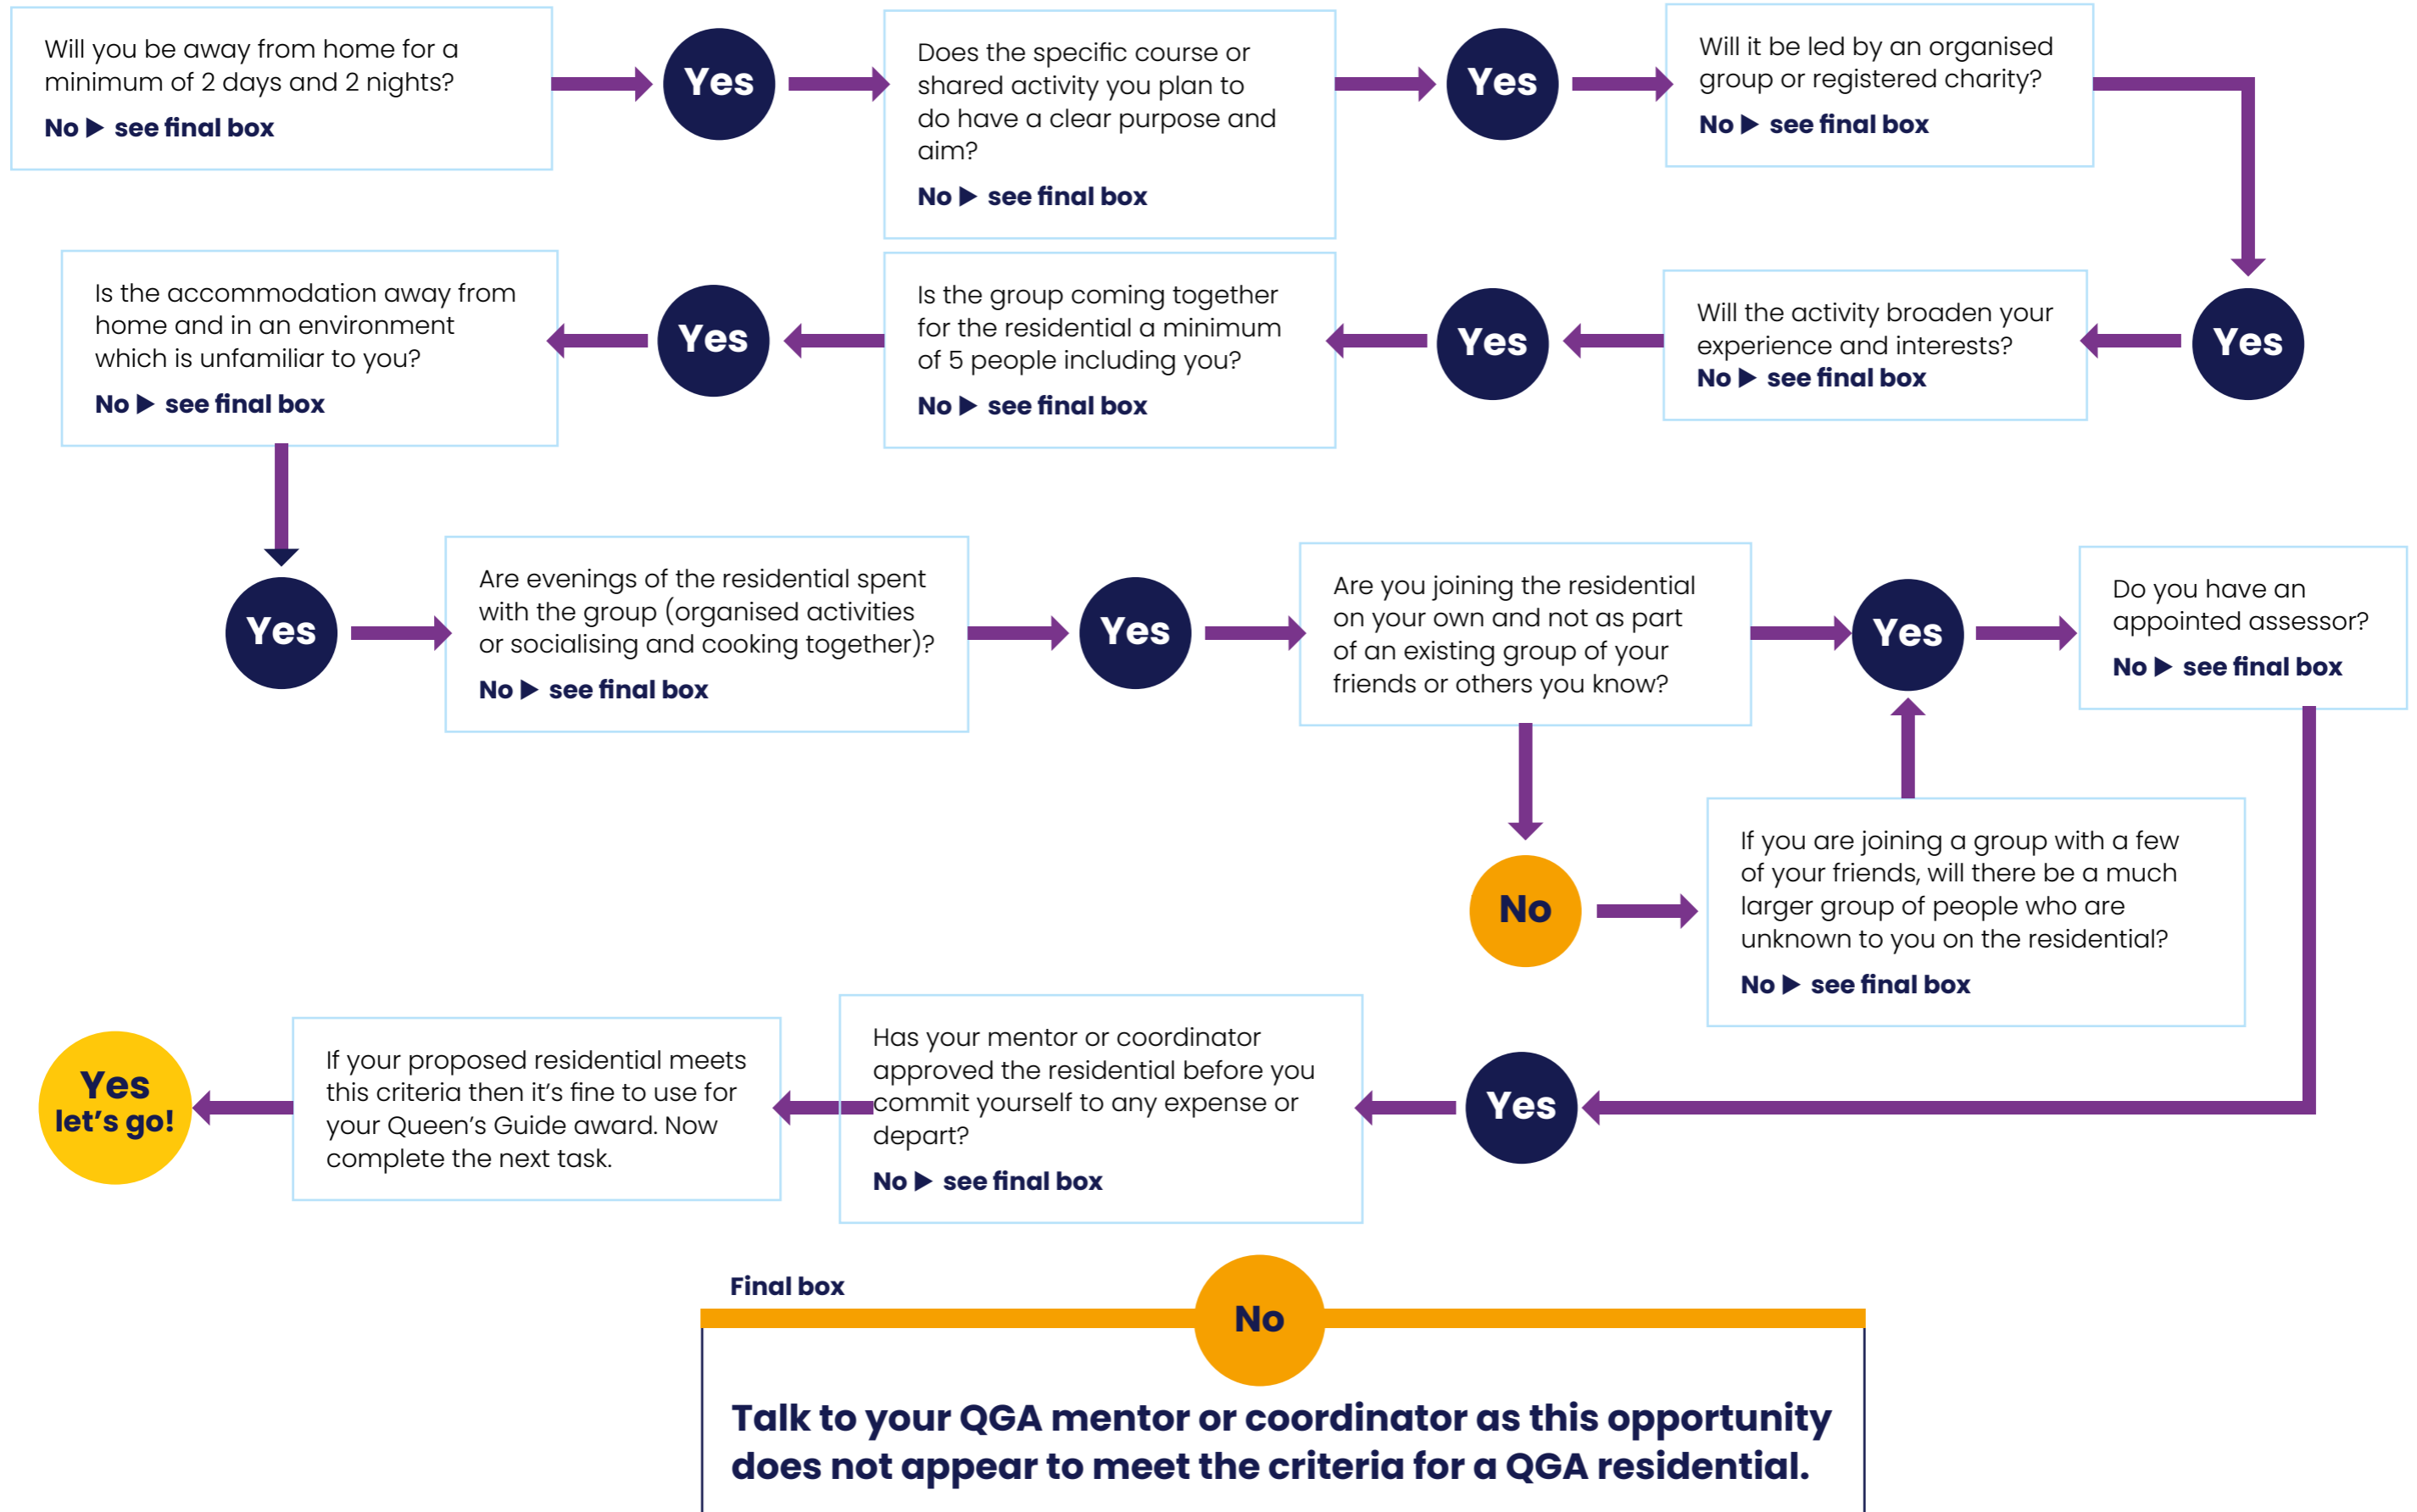 Will you be away from home for a
minimum of 2 days and 2 nights?
No ▶ see final box
Yes
Does the specific course or
shared activity you plan to
do have a clear purpose and
aim?
No ▶ see final box
Yes
Will it be led by an organised
group or registered charity?
No ▶ see final box
Yes
Will the activity broaden your
experience and interests?
No ▶ see final box
Yes
Is the group coming together
for the residential a minimum
of 5 people including you?
No ▶ see final box
Yes
Is the accommodation away from
home and in an environment
which is unfamiliar to you?
No ▶ see final box
Yes
Are evenings of the residential spent
with the group (organised activities
or socialising and cooking together)?
No ▶ see final box
Yes
Are you joining the residential
on your own and not as part
of an existing group of your
friends or others you know?
No
If you are joining a group with a few
of your friends, will there be a much
larger group of people who are
unknown to you on the residential?
No ▶ see final box
Yes
Do you have an
appointed assessor?
No ▶ see final box
Yes
Has your mentor or coordinator
approved the residential before you
commit yourself to any expense or
depart?
No ▶ see final box
If your proposed residential meets
this criteria then it’s fine to use for
your Queen’s Guide award. Now
complete the next task.
Yes
let’s go!
Final box
No
Talk to your QGA mentor or coordinator as this opportunity
does not appear to meet the criteria for a QGA residential.